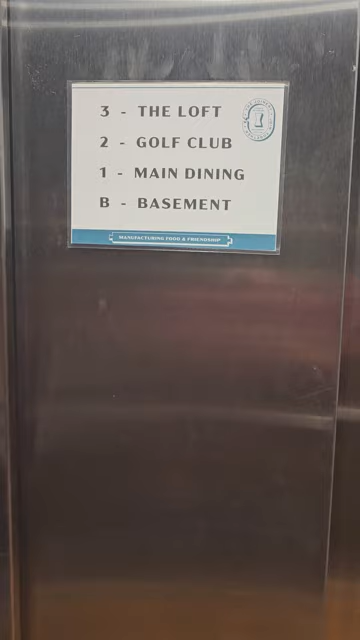 3 - THE LOFT
2 - GOLF CLUB
1 - MAIN DINING
B - BASEMENT
MANUFACTURING FOOD & FRIENDSHIP